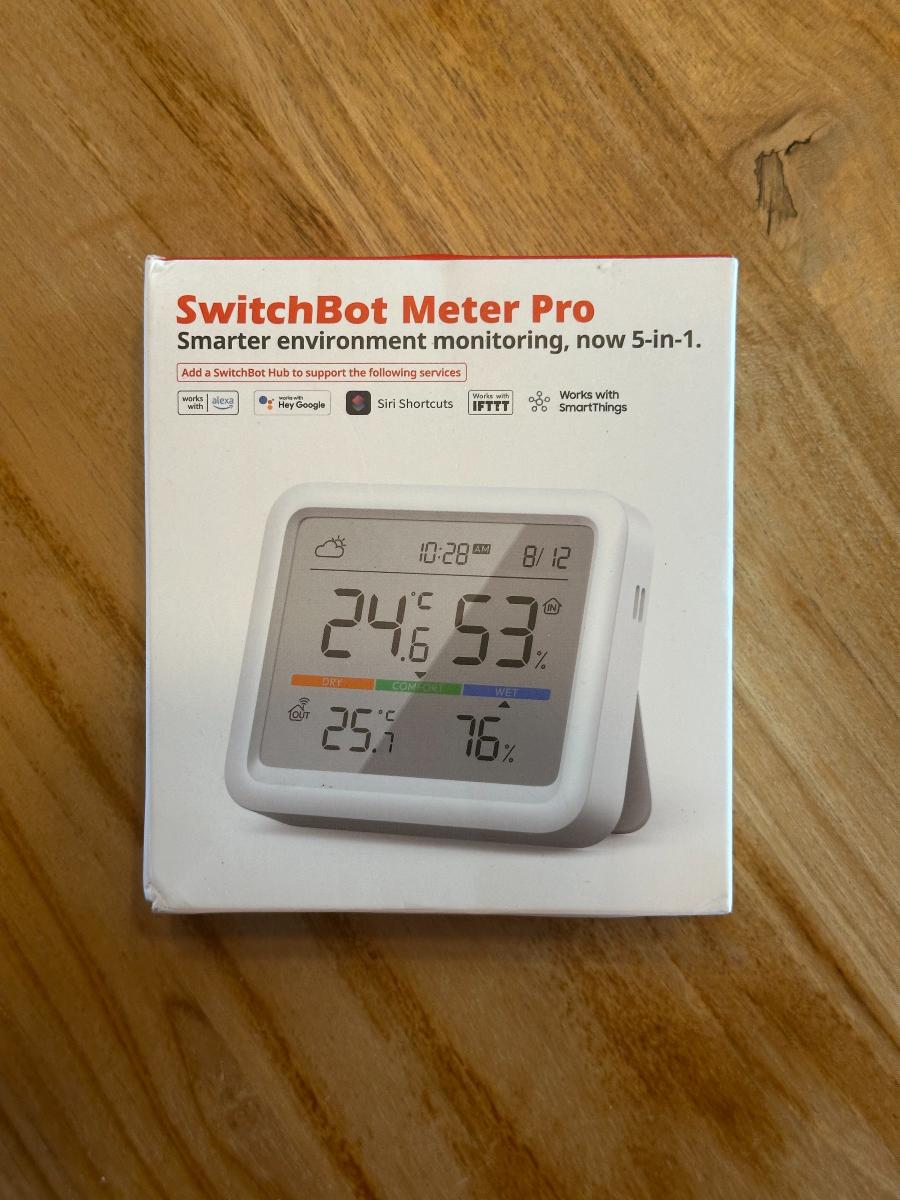 SwitchBot Meter Pro
Smarter environment monitoring, now 5-in-1.
Add a SwitchBot Hub to support the following services
works with alexa
works with Hey Google
Siri Shortcuts
Works with IFTTT
Works with SmartThings
10:28 AM 8/12
24.6 °C 53 % IN
DRY COMFORT WET
OUT 25.7 °C 76 %